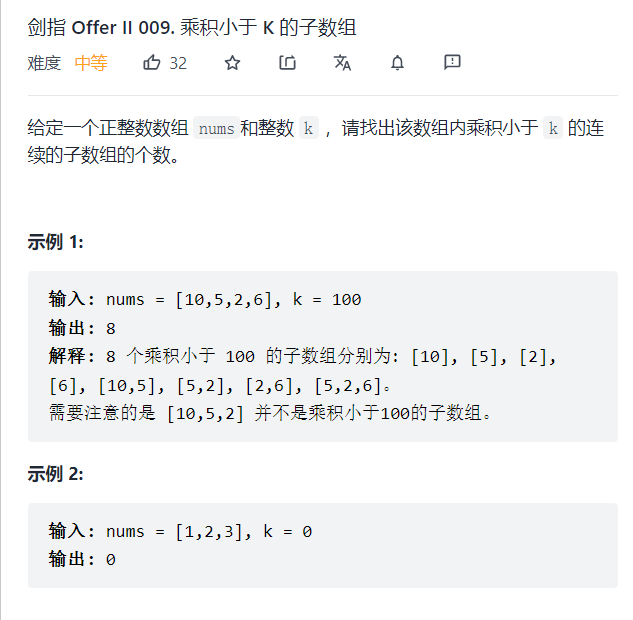 剑指 Offer II 009. 乘积小于 K 的子数组
难度 中等 32
给定一个正整数数组 nums 和整数 k ，请找出该数组内乘积小于 k 的连
续的子数组的个数。
示例 1:
输入: nums = [10,5,2,6], k = 100
输出: 8
解释: 8 个乘积小于 100 的子数组分别为: [10], [5], [2],
[6], [10,5], [5,2], [2,6], [5,2,6]。
需要注意的是 [10,5,2] 并不是乘积小于100的子数组。
示例 2:
输入: nums = [1,2,3], k = 0
输出: 0